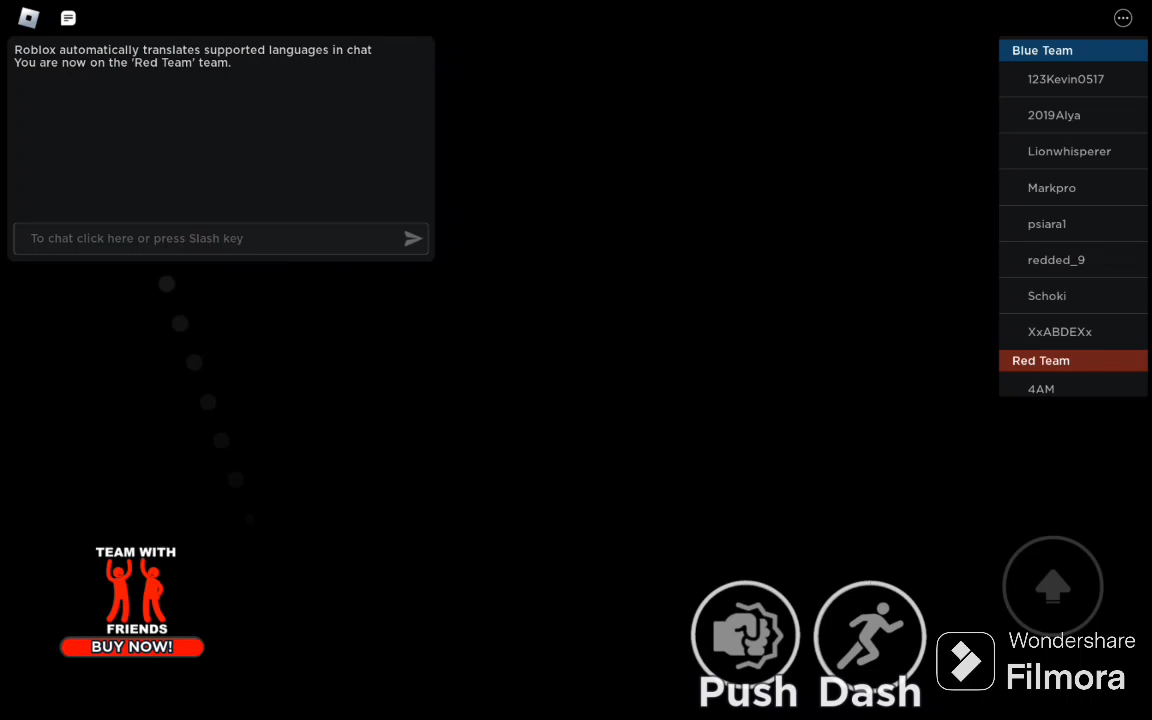 Roblox automatically translates supported languages in chat
You are now on the 'Red Team' team.
To chat click here or press Slash key
Blue Team
123Kevin0517
2019Alya
Lionwhisperer
Markpro
psiara1
redded_9
Schoki
XxABDEXx
Red Team
4AM
TEAM WITH
FRIENDS
BUY NOW!
Push
Dash
Wondershare
Filmora